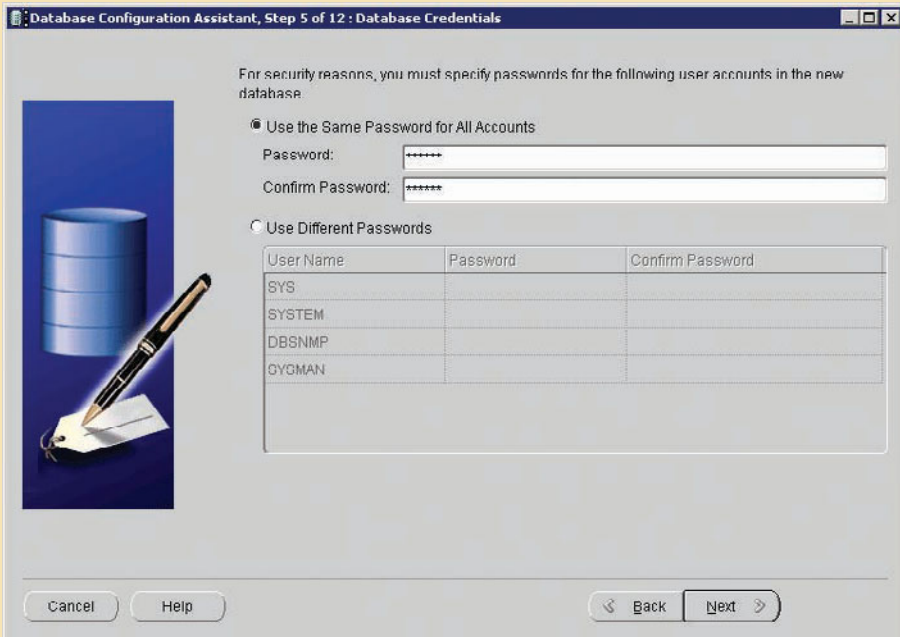 Database Configuration Assistant, Step 5 of 12 : Database Credentials
For security reasons, you must specify passwords for the following user accounts in the new
database.
Use the Same Password for All Accounts
Password: ******
Confirm Password: ******
Use Different Passwords
User Name Password Confirm Password
SYS
SYSTEM
DBSNMP
SYSMAN
Cancel Help Back Next